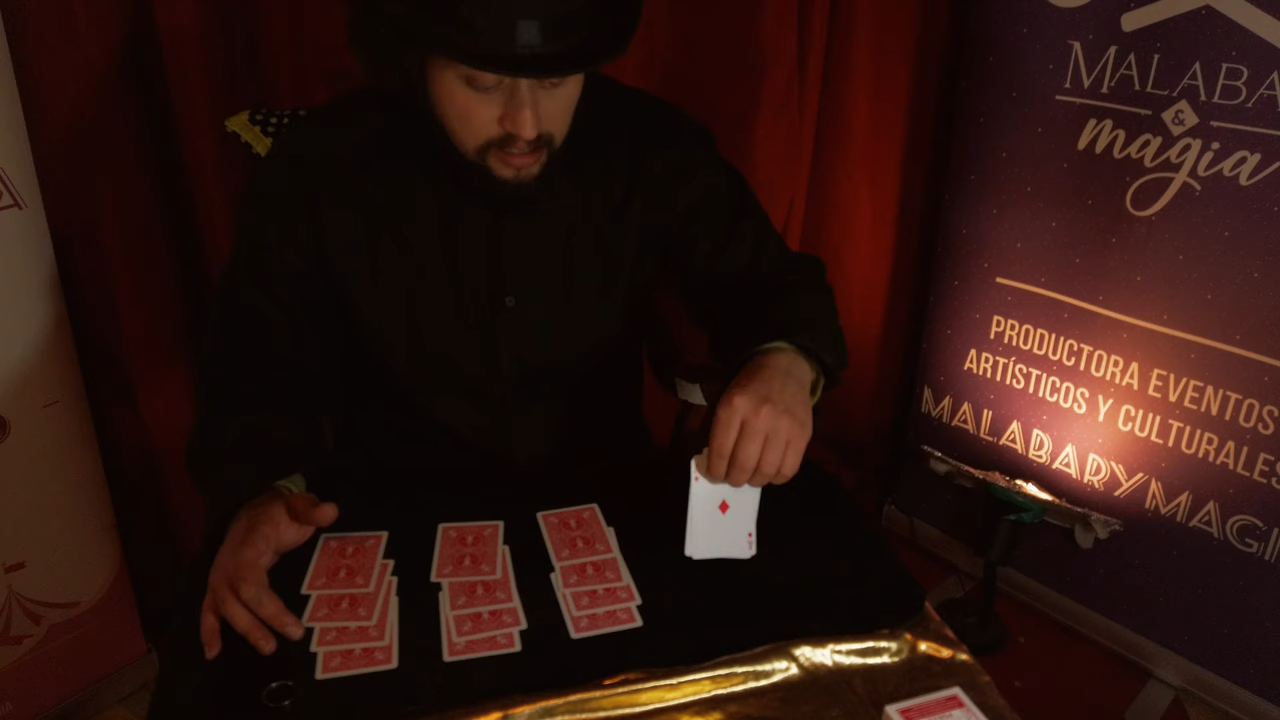 MALABA
&
magia
PRODUCTORA EVENTOS
ARTÍSTICOS Y CULTURALES
MALABARYMAGI
A